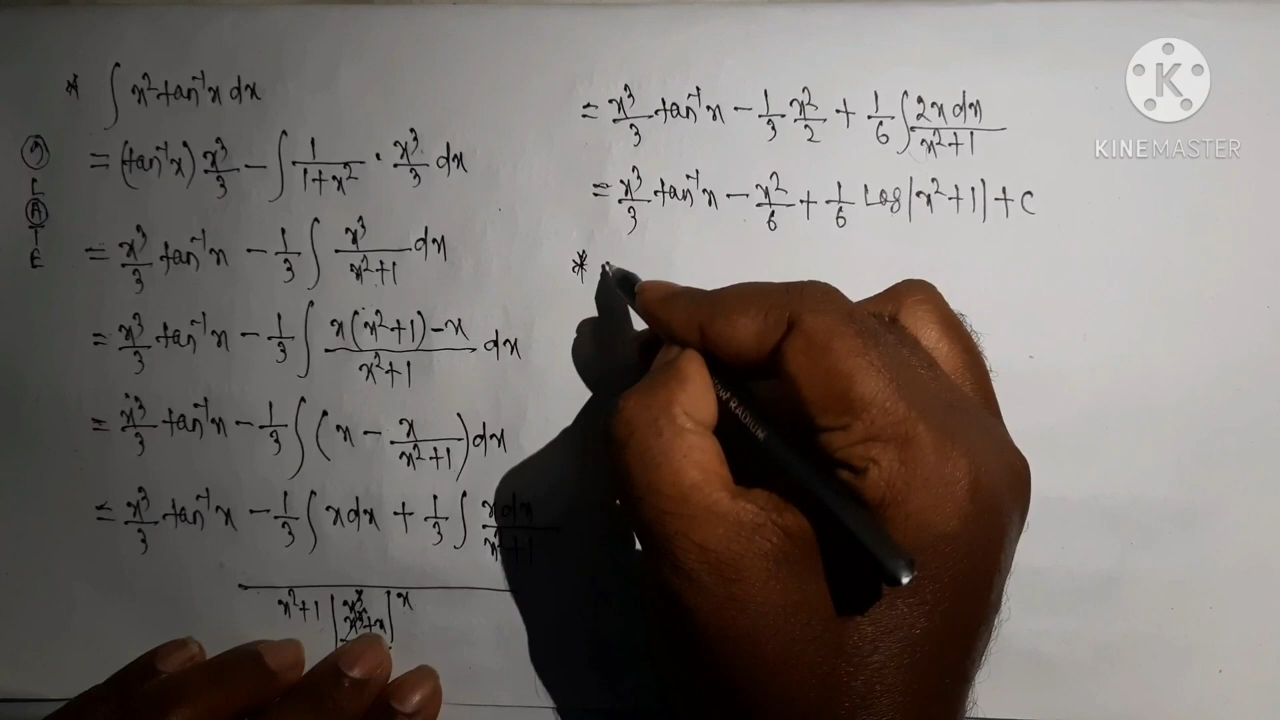 * ∫ x² tan⁻¹x dx
= (tan⁻¹x) x³/3 − ∫ 1/(1+x²) · x³/3 dx
I
L
A
T
E
= x³/3 tan⁻¹x − 1/3 ∫ x³/(x²+1) dx
= x³/3 tan⁻¹x − 1/3 ∫ (x(x²+1)−x)/(x²+1) dx
= x³/3 tan⁻¹x − 1/3 ∫ (x − x/(x²+1)) dx
= x³/3 tan⁻¹x − 1/3 ∫ x dx + 1/3 ∫ x dx/(x²+1)
x²+1 | x³ | x
x³+x
= x³/3 tan⁻¹x − 1/3 x²/2 + 1/6 ∫ 2x dx/(x²+1)
= x³/3 tan⁻¹x − x²/6 + 1/6 Log|x²+1| + c
*
OW RADIUM
K
KINEMASTER